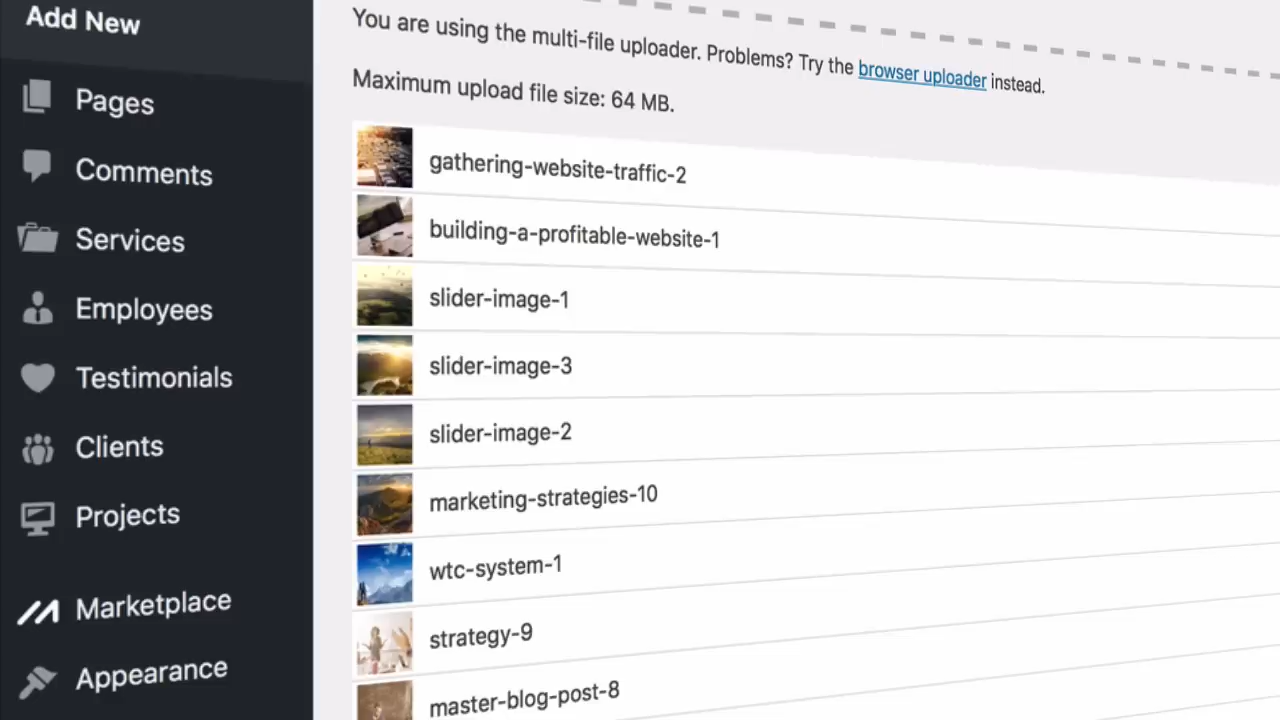 Add New
Pages
Comments
Services
Employees
Testimonials
Clients
Projects
Marketplace
Appearance
You are using the multi-file uploader. Problems? Try the browser uploader instead.
Maximum upload file size: 64 MB.
gathering-website-traffic-2
building-a-profitable-website-1
slider-image-1
slider-image-3
slider-image-2
marketing-strategies-10
wtc-system-1
strategy-9
master-blog-post-8